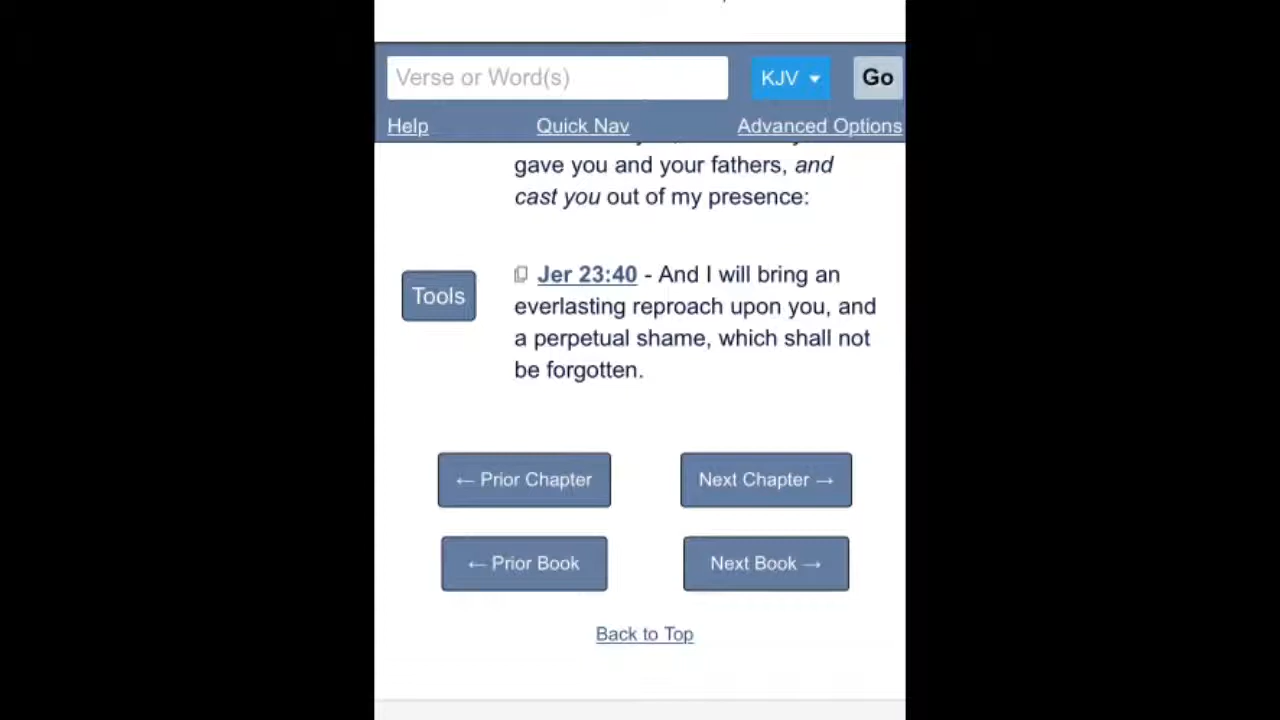 Verse or Word(s)
KJV
Go
Help
Quick Nav
Advanced Options
gave you and your fathers, and
cast you out of my presence:
Tools
Jer 23:40 - And I will bring an
everlasting reproach upon you, and
a perpetual shame, which shall not
be forgotten.
← Prior Chapter
Next Chapter →
← Prior Book
Next Book →
Back to Top